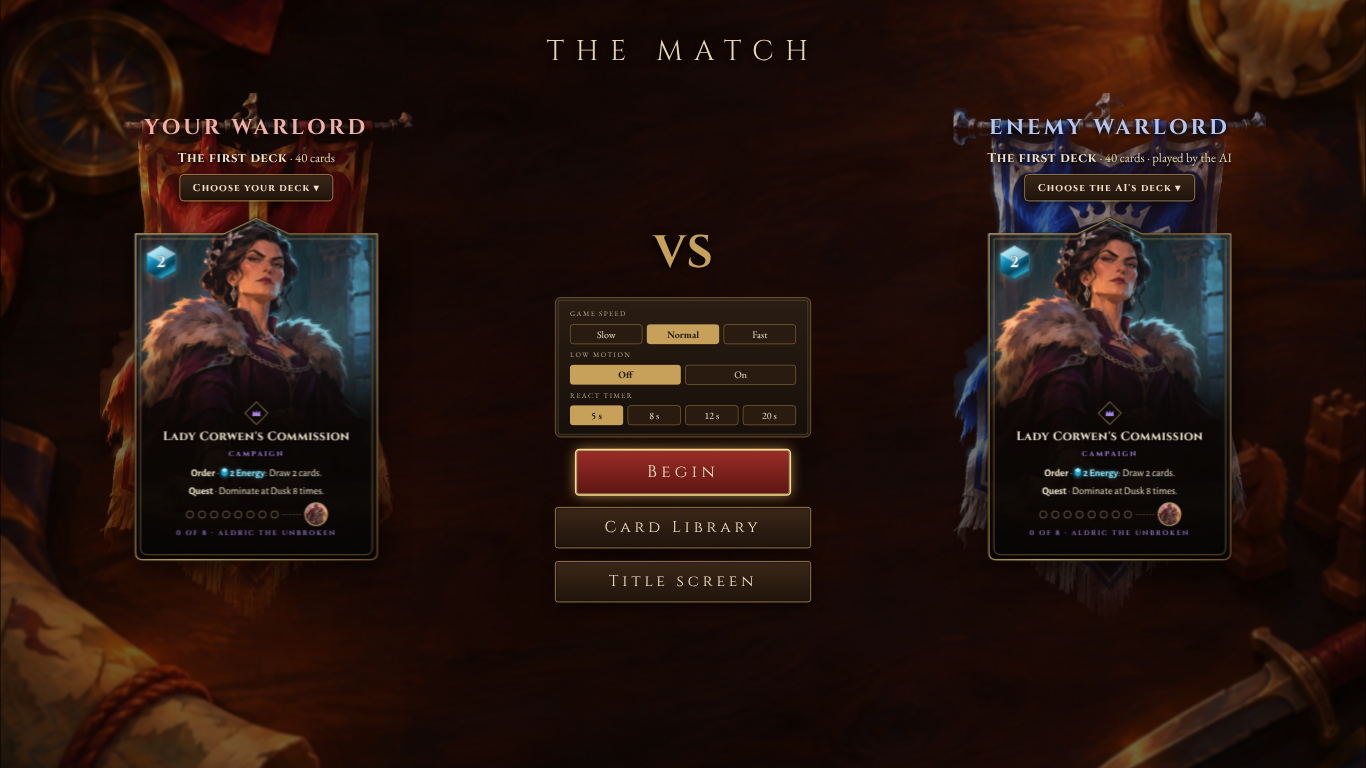 THE MATCH
YOUR WARLORD
THE FIRST DECK · 40 cards
CHOOSE YOUR DECK ▾
2
LADY CORWEN'S COMMISSION
CAMPAIGN
Order · 2 Energy: Draw 2 cards.
Quest · Dominate at Dusk 8 times.
0 OF 8 · ALDRIC THE UNBROKEN
VS
GAME SPEED
Slow Normal Fast
LOW MOTION
Off On
REACT TIMER
5 s 8 s 12 s 20 s
BEGIN
CARD LIBRARY
TITLE SCREEN
ENEMY WARLORD
THE FIRST DECK · 40 cards · played by the AI
CHOOSE THE AI'S DECK ▾
2
LADY CORWEN'S COMMISSION
CAMPAIGN
Order · 2 Energy: Draw 2 cards.
Quest · Dominate at Dusk 8 times.
0 OF 8 · ALDRIC THE UNBROKEN